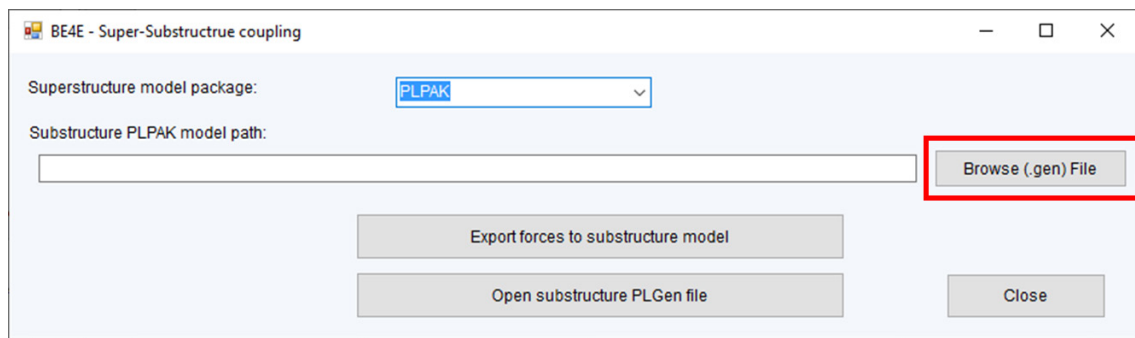 BE4E - Super-Substructrue coupling
Superstructure model package:
PLPAK
Substructure PLPAK model path:
Browse (.gen) File
Export forces to substructure model
Open substructure PLGen file
Close